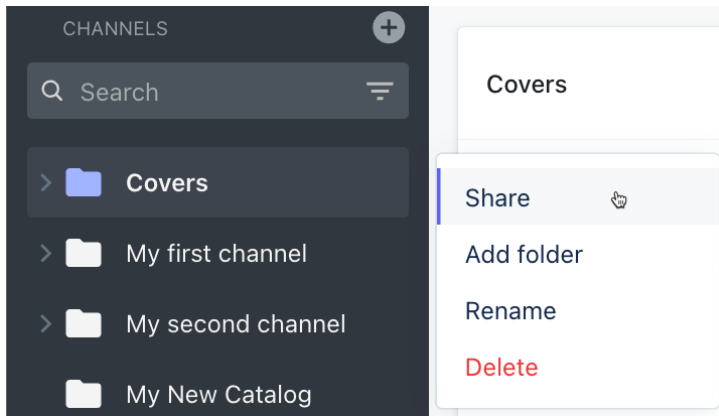 CHANNELS
Search
Covers
My first channel
My second channel
My New Catalog
Covers
Share
Add folder
Rename
Delete